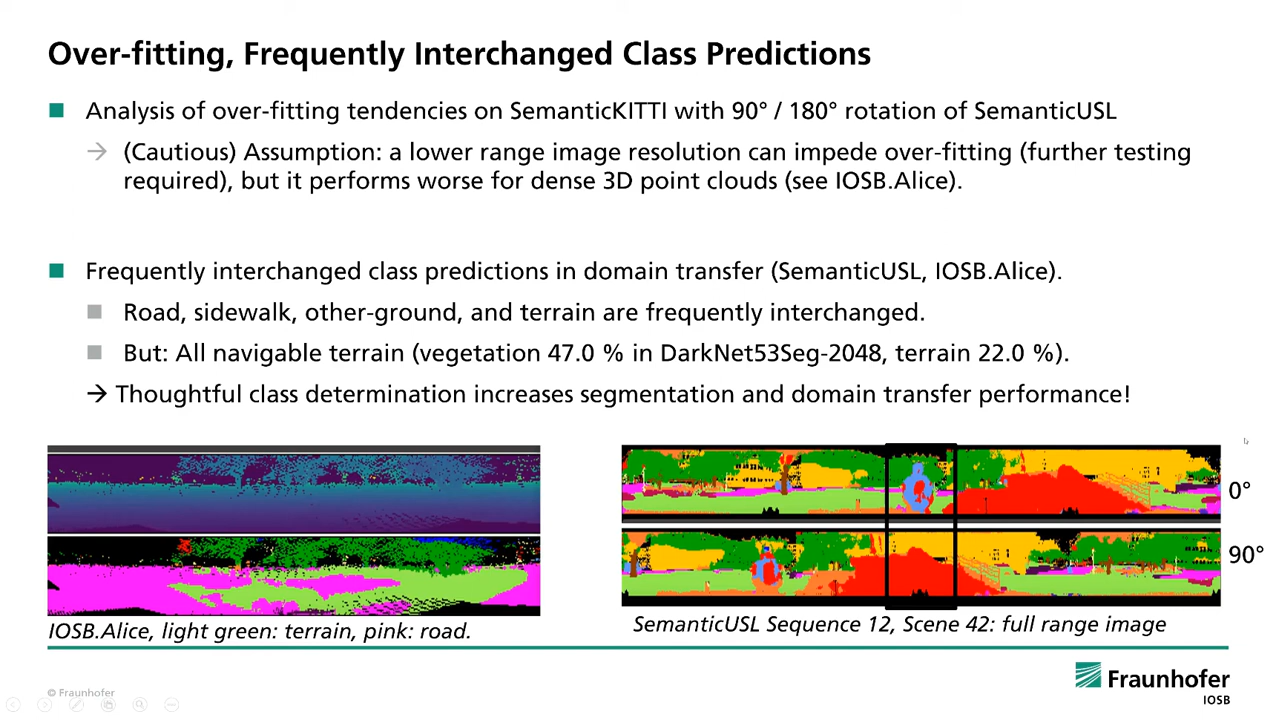 Over-fitting, Frequently Interchanged Class Predictions
Analysis of over-fitting tendencies on SemanticKITTI with 90° / 180° rotation of SemanticUSL
→ (Cautious) Assumption: a lower range image resolution can impede over-fitting (further testing
required), but it performs worse for dense 3D point clouds (see IOSB.Alice).
Frequently interchanged class predictions in domain transfer (SemanticUSL, IOSB.Alice).
Road, sidewalk, other-ground, and terrain are frequently interchanged.
But: All navigable terrain (vegetation 47.0 % in DarkNet53Seg-2048, terrain 22.0 %).
→ Thoughtful class determination increases segmentation and domain transfer performance!
0°
90°
IOSB.Alice, light green: terrain, pink: road.
SemanticUSL Sequence 12, Scene 42: full range image
Fraunhofer
IOSB
© Fraunhofer